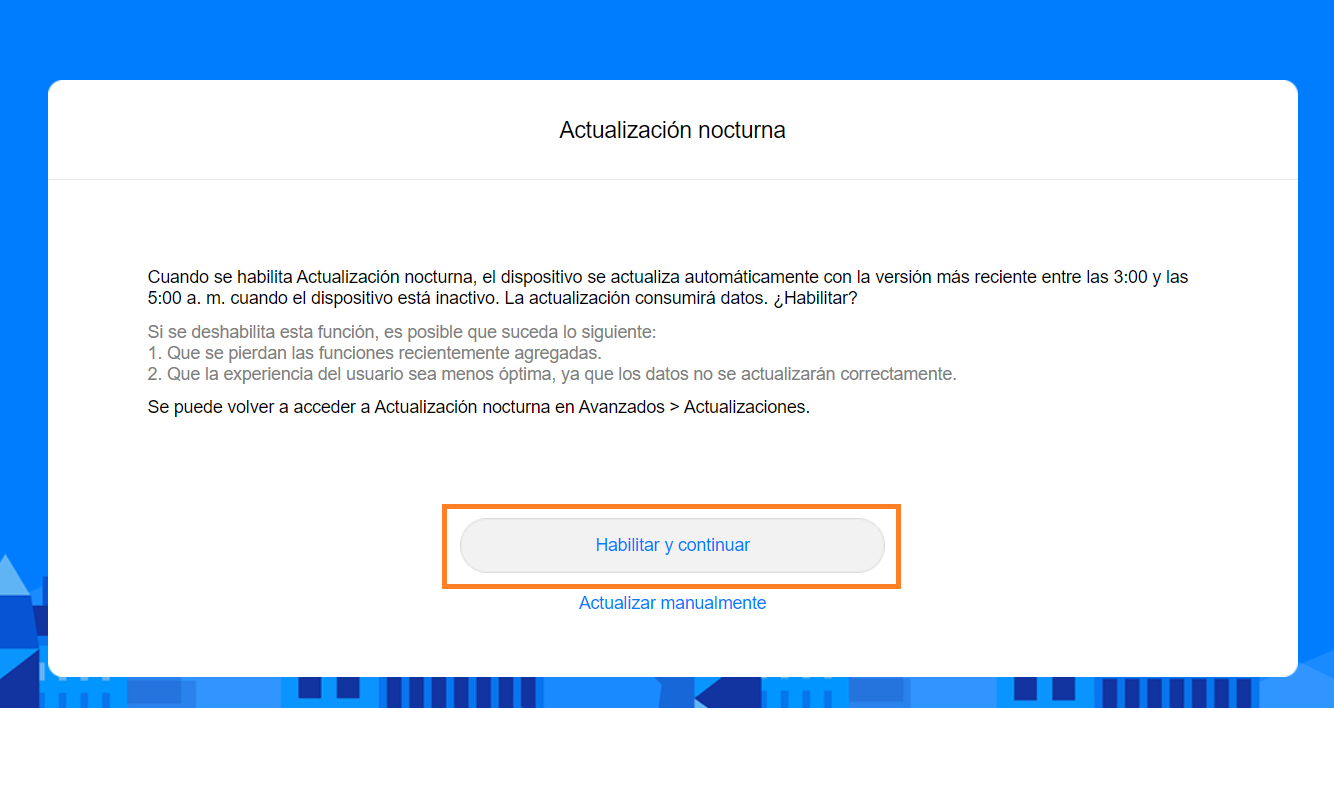 Actualización nocturna
Cuando se habilita Actualización nocturna, el dispositivo se actualiza automáticamente con la versión más reciente entre las 3:00 y las
5:00 a. m. cuando el dispositivo está inactivo. La actualización consumirá datos. ¿Habilitar?
Si se deshabilita esta función, es posible que suceda lo siguiente:
1. Que se pierdan las funciones recientemente agregadas.
2. Que la experiencia del usuario sea menos óptima, ya que los datos no se actualizarán correctamente.
Se puede volver a acceder a Actualización nocturna en Avanzados > Actualizaciones.
Habilitar y continuar
Actualizar manualmente